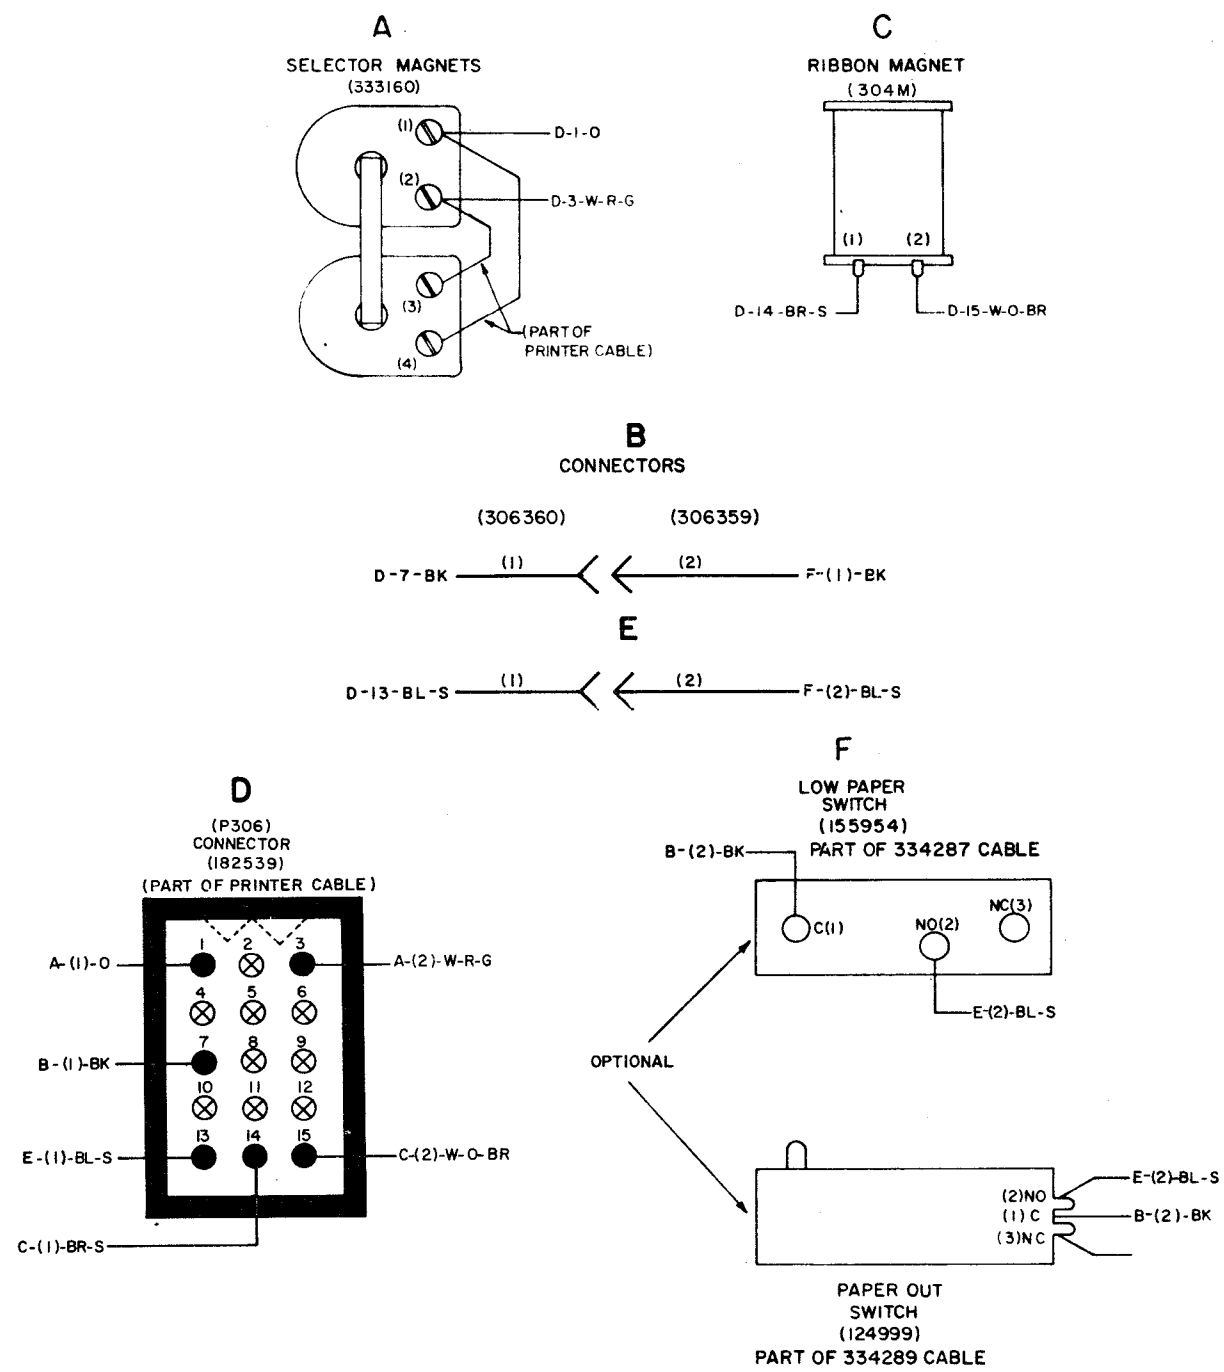 A
SELECTOR MAGNETS
(333160)
(1)
D-1-O
(2)
D-3-W-R-G
(3)
(4)
(PART OF
PRINTER CABLE)
C
RIBBON MAGNET
(304M)
(1)
(2)
D-14-BR-S
D-15-W-O-BR
B
CONNECTORS
(306360)
(306359)
D-7-BK
(1)
(2)
F-(1)-BK
E
D-13-BL-S
(1)
(2)
F-(2)-BL-S
D
(P306)
CONNECTOR
(182539)
(PART OF PRINTER CABLE)
1
2
3
A-(1)-O
A-(2)-W-R-G
4
5
6
7
8
9
B-(1)-BK
10
11
12
13
14
15
E-(1)-BL-S
C-(2)-W-O-BR
C-(1)-BR-S
F
LOW PAPER
SWITCH
(155954)
PART OF 334287 CABLE
B-(2)-BK
C(1)
NO(2)
NC(3)
E-(2)-BL-S
OPTIONAL
(2)NO
E-(2)-BL-S
(1)C
B-(2)-BK
(3)NC
PAPER OUT
SWITCH
(124999)
PART OF 334289 CABLE